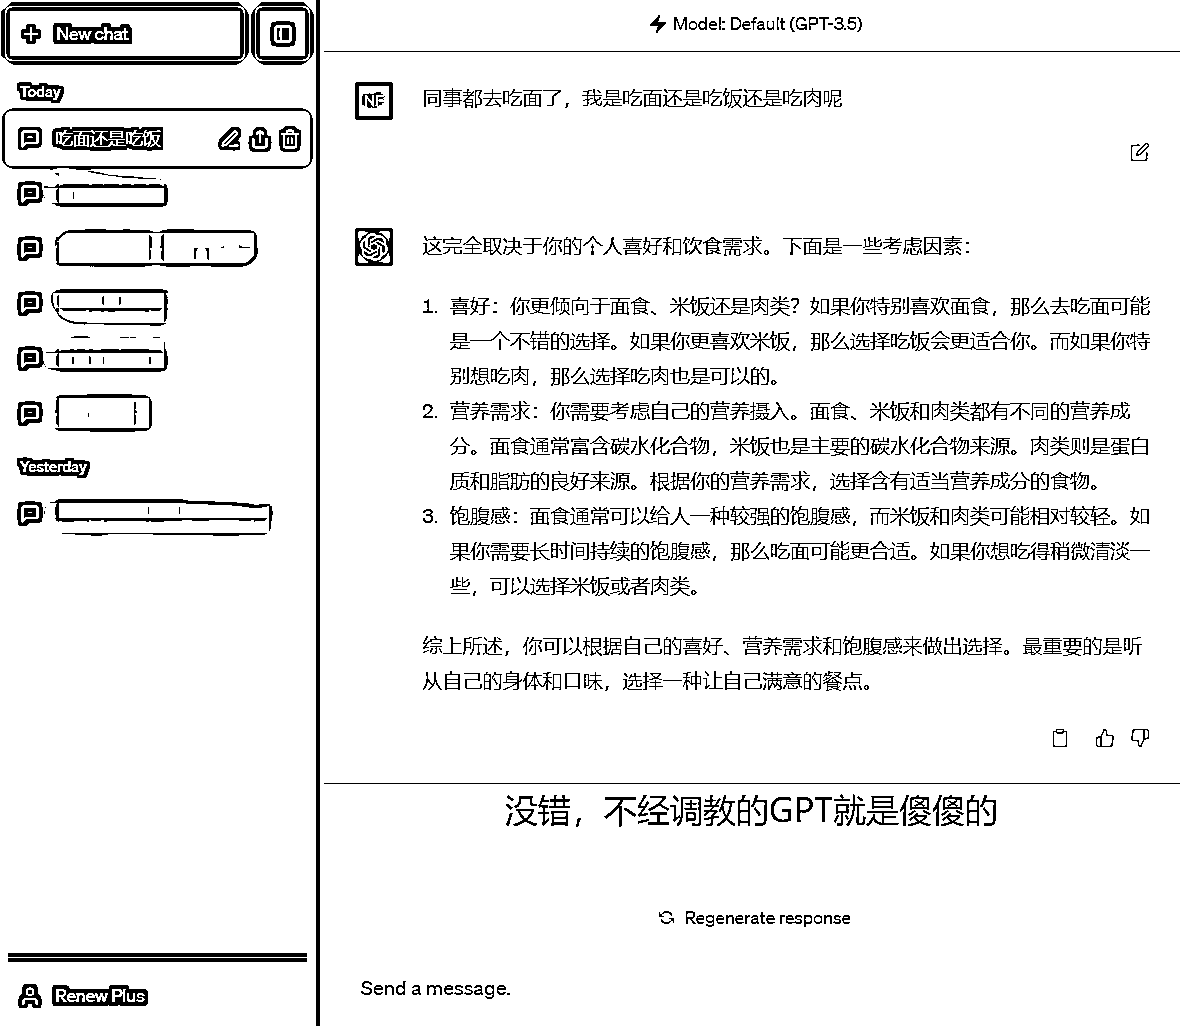 New chat
Today
吃面还是吃饭
Yesterday
Renew Plus
Model: Default (GPT-3.5)
NF
同事都去吃面了，我是吃面还是吃饭还是吃肉呢
这完全取决于你的个人喜好和饮食需求。下面是一些考虑因素：
1. 喜好：你更倾向于面食、米饭还是肉类？如果你特别喜欢面食，那么去吃面可能
是一个不错的选择。如果你更喜欢米饭，那么选择吃饭会更适合你。而如果你特
别想吃肉，那么选择吃肉也是可以的。
2. 营养需求：你需要考虑自己的营养摄入。面食、米饭和肉类都有不同的营养成
分。面食通常富含碳水化合物，米饭也是主要的碳水化合物来源。肉类则是蛋白
质和脂肪的良好来源。根据你的营养需求，选择含有适当营养成分的食物。
3. 饱腹感：面食通常可以给人一种较强的饱腹感，而米饭和肉类可能相对较轻。如
果你需要长时间持续的饱腹感，那么吃面可能更合适。如果你想吃得稍微清淡一
些，可以选择米饭或者肉类。
综上所述，你可以根据自己的喜好、营养需求和饱腹感来做出选择。最重要的是听
从自己的身体和口味，选择一种让自己满意的餐点。
没错，不经调教的GPT就是傻傻的
Regenerate response
Send a message.